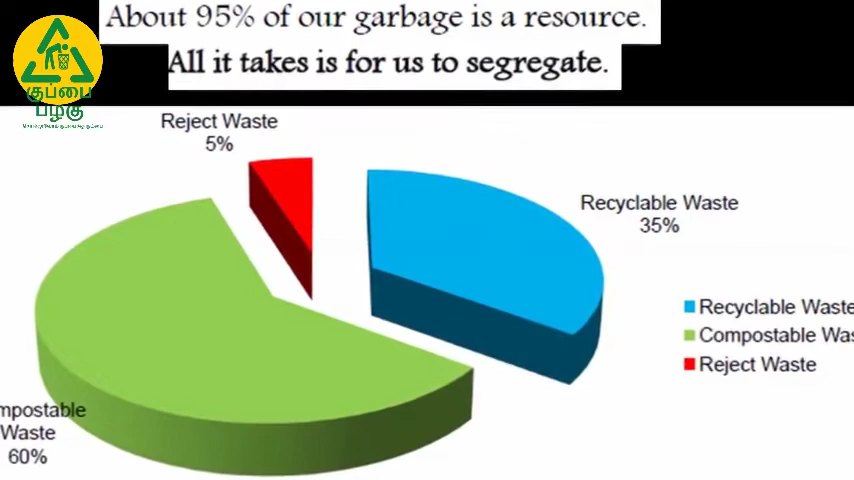 About 95% of our garbage is a resource.
All it takes is for us to segregate.
குப்பை
பழகு
Reject Waste
5%
Recyclable Waste
35%
Recyclable Waste
Compostable Was
Reject Waste
mpostable
Waste
60%